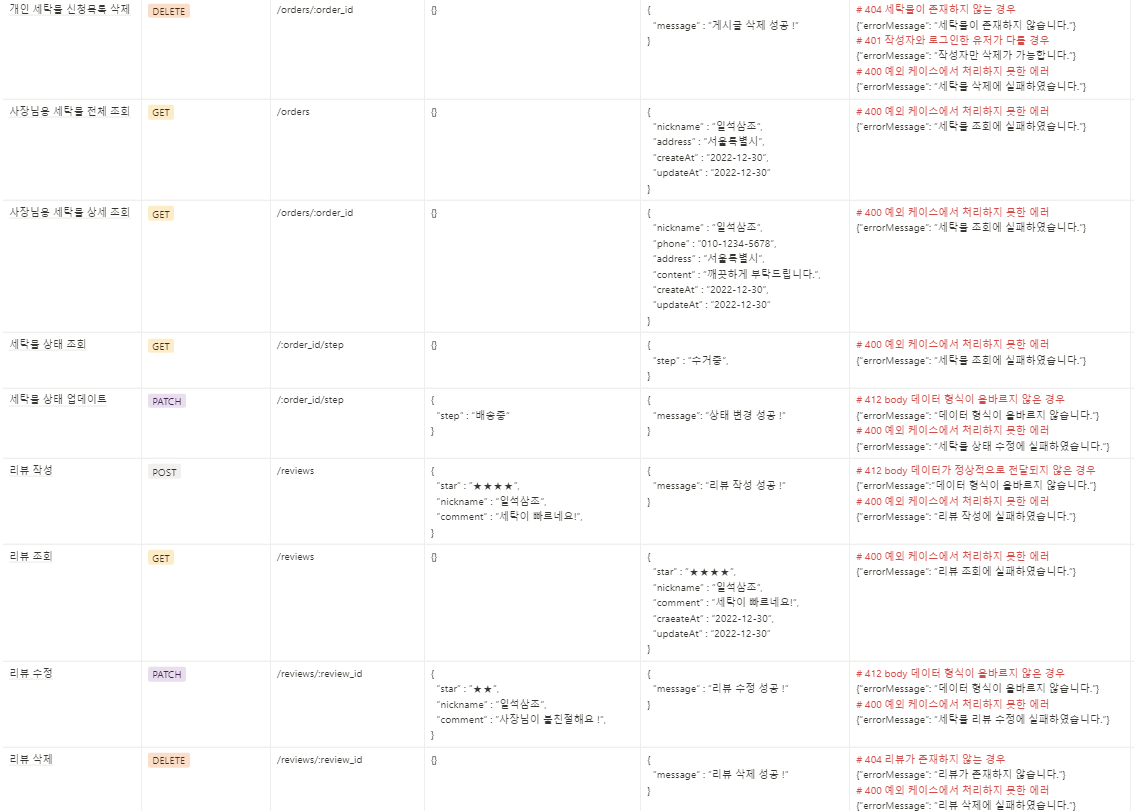 개인 세탁물 신청목록 삭제 DELETE /orders/:order_id {} {
"message" : "게시글 삭제 성공 !"
}
# 404 세탁물이 존재하지 않는 경우
{"errorMessage": "세탁물이 존재하지 않습니다."}
# 401 작성자와 로그인한 유저가 다를 경우
{"errorMessage": "작성자만 삭제가 가능합니다."}
# 400 예외 케이스에서 처리하지 못한 에러
{"errorMessage": "세탁물 삭제에 실패하였습니다."}
사장님용 세탁물 전체 조회 GET /orders {} {
"nickname" : "일석삼조",
"address" : "서울특별시",
"createAt" : "2022-12-30",
"updateAt" : "2022-12-30"
}
# 400 예외 케이스에서 처리하지 못한 에러
{"errorMessage": "세탁물 조회에 실패하였습니다."}
사장님용 세탁물 상세 조회 GET /orders/:order_id {} {
"nickname" : "일석삼조",
"phone" : "010-1234-5678",
"address" : "서울특별시",
"content" : "깨끗하게 부탁드립니다.",
"createAt" : "2022-12-30",
"updateAt" : "2022-12-30"
}
# 400 예외 케이스에서 처리하지 못한 에러
{"errorMessage": "세탁물 조회에 실패하였습니다."}
세탁물 상태 조회 GET /:order_id/step {} {
"step" : "수거중",
}
# 400 예외 케이스에서 처리하지 못한 에러
{"errorMessage": "세탁물 조회에 실패하였습니다."}
세탁물 상태 업데이트 PATCH /:order_id/step {
"step" : "배송중"
}
{
"message": "상태 변경 성공 !"
}
# 412 body 데이터 형식이 올바르지 않은 경우
{"errorMessage": "데이터 형식이 올바르지 않습니다."}
# 400 예외 케이스에서 처리하지 못한 에러
{"errorMessage": "세탁물 상태 수정에 실패하였습니다."}
리뷰 작성 POST /reviews {
"star" : "★★★★",
"nickname" : "일석삼조",
"comment" : "세탁이 빠르네요!",
}
{
"message": "리뷰 작성 성공 !"
}
# 412 body 데이터가 정상적으로 전달되지 않은 경우
{"errorMessage":"데이터 형식이 올바르지 않습니다."}
# 400 예외 케이스에서 처리하지 못한 에러
{"errorMessage": "리뷰 작성에 실패하였습니다."}
리뷰 조회 GET /reviews {} {
"star" : "★★★★",
"nickname" : "일석삼조",
"comment" : "세탁이 빠르네요!",
"craeateAt" : "2022-12-30",
"updateAt" : "2022-12-30"
}
# 400 예외 케이스에서 처리하지 못한 에러
{"errorMessage": "리뷰 조회에 실패하였습니다."}
리뷰 수정 PATCH /reviews/:review_id {
"star" : "★★",
"nickname" : "일석삼조",
"comment" : "사장님이 불친절해요 !",
}
{
"message" : "리뷰 수정 성공 !"
}
# 412 body 데이터 형식이 올바르지 않은 경우
{"errorMessage": "데이터 형식이 올바르지 않습니다."}
# 400 예외 케이스에서 처리하지 못한 에러
{"errorMessage": "세탁물 리뷰 수정에 실패하였습니다."}
리뷰 삭제 DELETE /reviews/:review_id {} {
"message" : "리뷰 삭제 성공 !"
}
# 404 리뷰가 존재하지 않는 경우
{"errorMessage": "리뷰가 존재하지 않습니다."}
# 400 예외 케이스에서 처리하지 못한 에러
{"errorMessage": "리뷰 삭제에 실패하였습니다."}